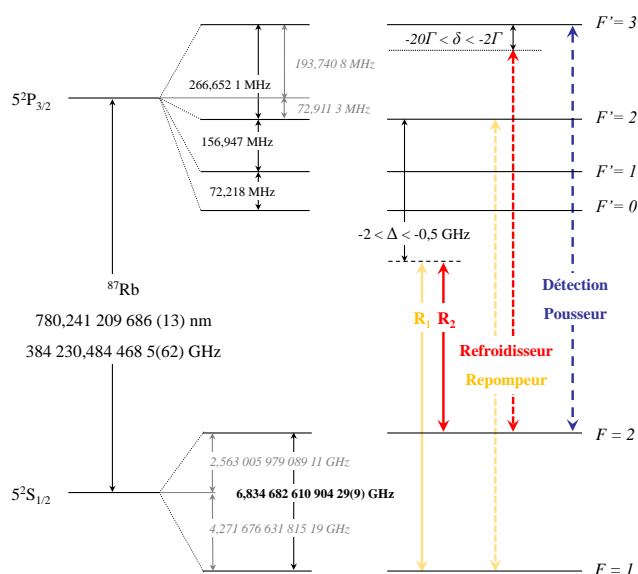 F' = 3
-20Γ < δ < -2Γ
193,740 8 MHz
266,652 1 MHz
5²P₃/₂
72,911 3 MHz
F' = 2
156,947 MHz
F' = 1
72,218 MHz
F' = 0
-2 < Δ < -0,5 GHz
⁸⁷Rb
780,241 209 686 (13) nm
384 230,484 468 5(62) GHz
Détection
Pousseur
R₁ R₂
Refroidisseur
Repompeur
F = 2
2,563 005 979 089 11 GHz
5²S₁/₂
6,834 682 610 904 29(9) GHz
4,271 676 631 815 19 GHz
F = 1